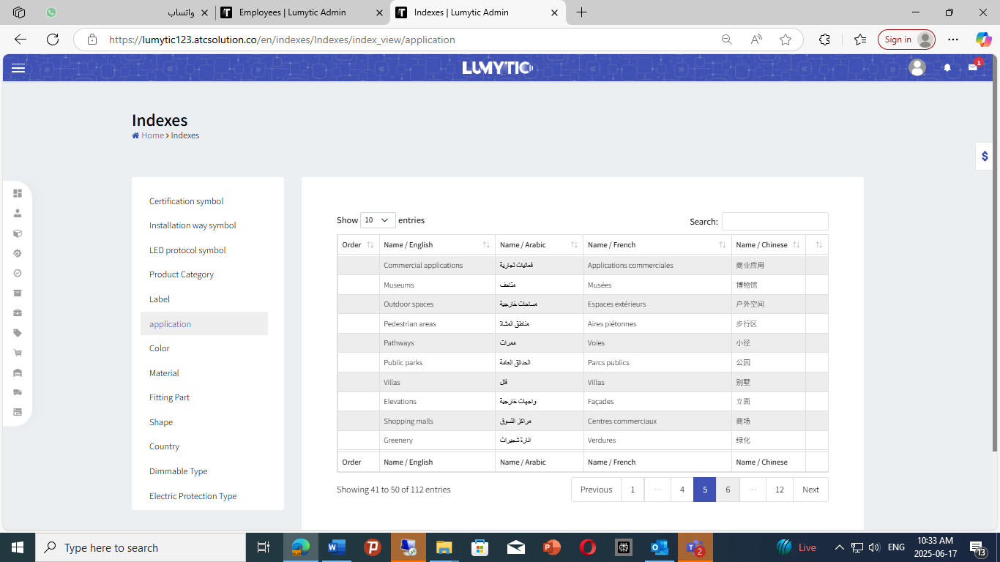 واتساب
Employees | Lumytic Admin
Indexes | Lumytic Admin
https://lumytic123.atcsolution.co/en/indexes/Indexes/index_view/application
Sign in
LUMYTIC
1
Indexes
Home > Indexes
$
Certification symbol
Installation way symbol
LED protocol symbol
Product Category
Label
application
Color
Material
Fitting Part
Shape
Country
Dimmable Type
Electric Protection Type
Show 10 entries
Search:
Order Name / English Name / Arabic Name / French Name / Chinese
Commercial applications فعاليات تجارية Applications commerciales 商业应用
Museums متاحف Musées 博物馆
Outdoor spaces مساحات خارجية Espaces extérieurs 户外空间
Pedestrian areas مناطق المشاة Aires piétonnes 步行区
Pathways ممرات Voies 小径
Public parks الحدائق العامة Parcs publics 公园
Villas فلل Villas 别墅
Elevations واجهات خارجية Façades 立面
Shopping malls مراكز التسوق Centres commerciaux 商场
Greenery انارة شجيرات Verdures 绿化
Order Name / English Name / Arabic Name / French Name / Chinese
Showing 41 to 50 of 112 entries
Previous 1 ... 4 5 6 ... 12 Next
Type here to search
2
Live
ENG
10:33 AM
2025-06-17
13